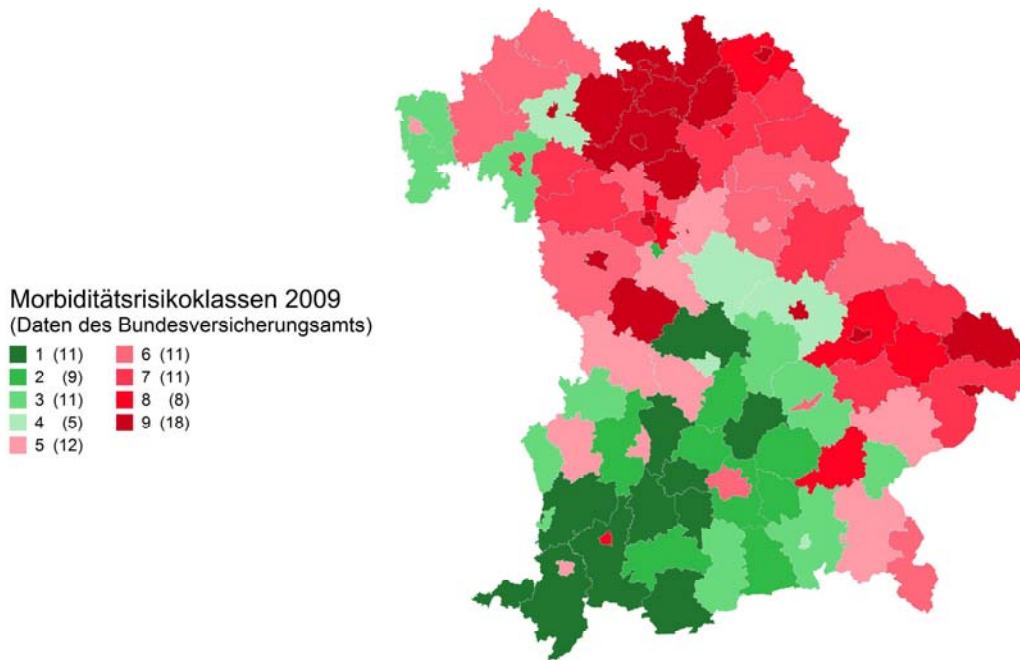 Morbiditätsrisikoklassen 2009
(Daten des Bundesversicherungsamts)
1 (11) 6 (11)
2 (9) 7 (11)
3 (11) 8 (8)
4 (5) 9 (18)
5 (12)